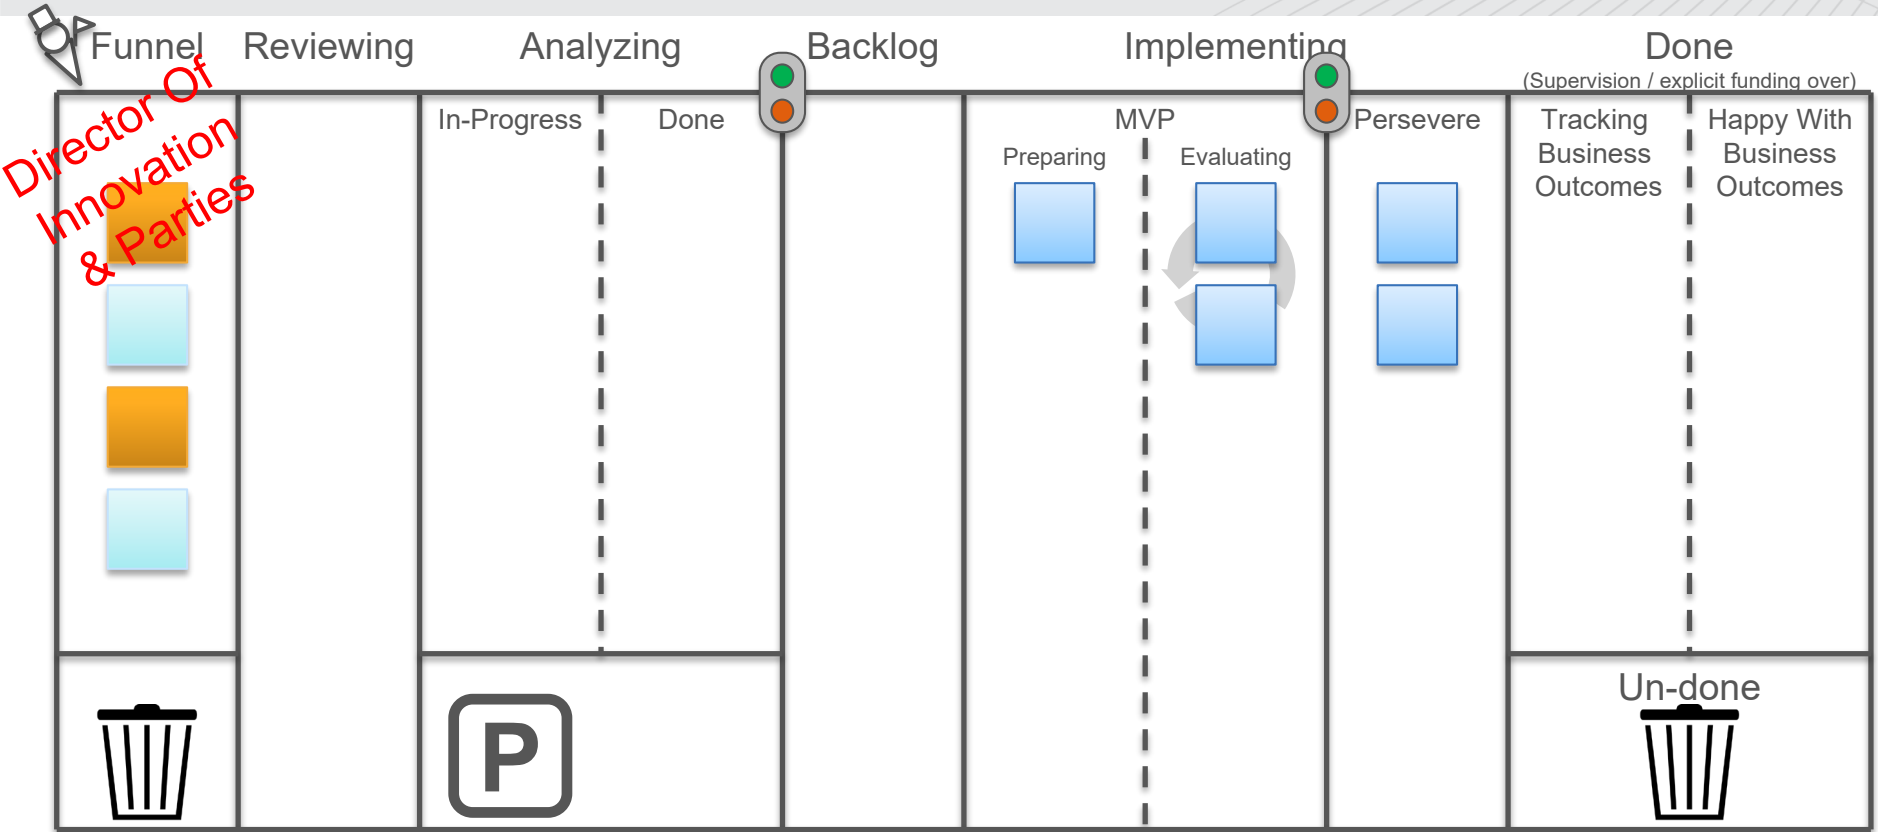 Funnel
Reviewing
Analyzing
Backlog
Implementing
Done
(Supervision / explicit funding over)
Director Of
Innovation
& Parties
In-Progress
Done
MVP
Preparing
Evaluating
Persevere
Tracking
Business
Outcomes
Happy With
Business
Outcomes
P
Un-done